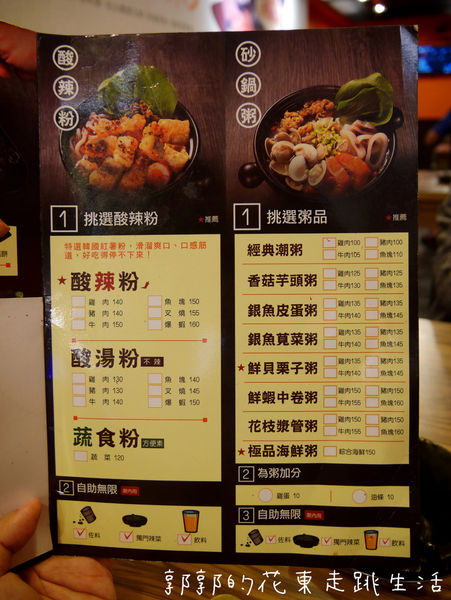 酸辣粉
1 挑選酸辣粉 ★推薦
特選韓國紅薯粉，滑溜爽口、口感筋道，好吃得停不下來！
★酸辣粉
雞肉 140 魚塊 150
豬肉 140 叉燒 155
牛肉 150 爆蝦 160
酸湯粉 不辣
雞肉 130 魚塊 140
豬肉 130 叉燒 145
牛肉 140 爆蝦 150
蔬食粉 方便素
蔬菜 120
2 自助無限 限內用
佐料 獨門辣菜 飲料
砂鍋粥
1 挑選粥品 ★推薦
經典潮粥 雞肉100 豬肉100
牛肉105 魚塊110
香菇芋頭粥 雞肉125 豬肉125
牛肉130 魚塊135
銀魚皮蛋粥 雞肉135 豬肉135
牛肉140 魚塊145
銀魚莧菜粥 雞肉135 豬肉135
牛肉140 魚塊145
★鮮貝栗子粥 雞肉135 豬肉135
牛肉140 魚塊145
鮮蝦中卷粥 雞肉150 豬肉150
牛肉155 魚塊160
花枝漿管粥 雞肉150 豬肉150
牛肉155 魚塊160
★極品海鮮粥 綜合海鮮150
2 為粥加分
雞蛋 10 油條 10
3 自助無限 限內用
佐料 獨門辣菜 飲料
郭郭的花東走跳生活